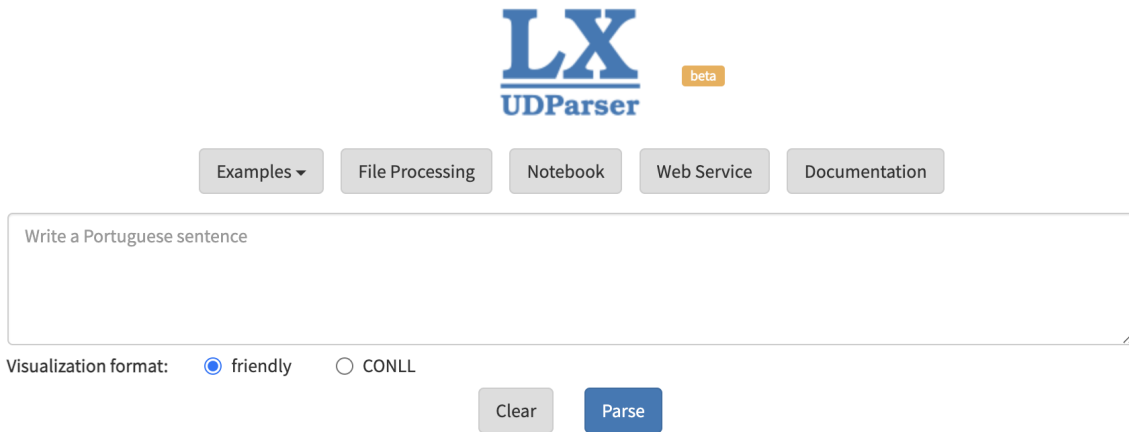 LX
UDParser
beta
Examples File Processing Notebook Web Service Documentation
Write a Portuguese sentence
Visualization format: friendly CONLL
Clear Parse